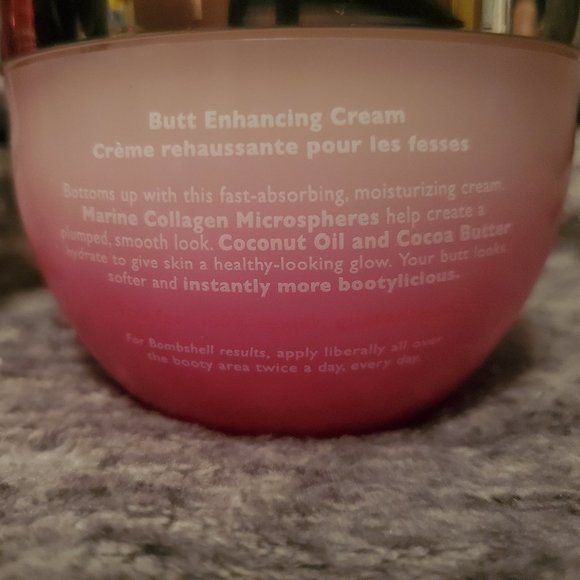 Butt Enhancing Cream
Crème rehaussante pour les fesses
Bottoms up with this fast-absorbing, moisturizing cream.
Marine Collagen Microspheres help create a
plumped, smooth look. Coconut Oil and Cocoa Butter
hydrate to give skin a healthy-looking glow. Your butt looks
softer and instantly more bootylicious.
For Bombshell results, apply liberally all over
the booty area twice a day, every day.